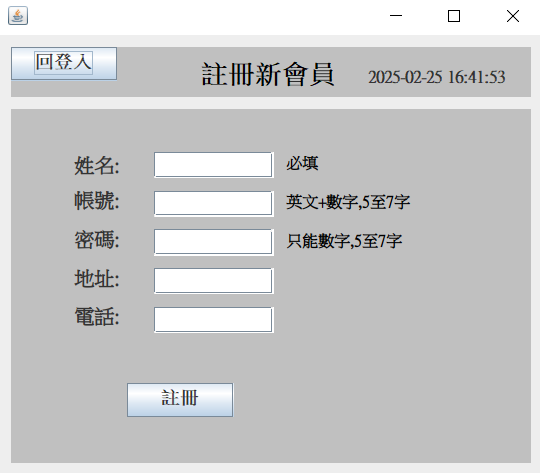 回登入
註冊新會員 2025-02-25 16:41:53
姓名: 必填
帳號: 英文+數字,5至7字
密碼: 只能數字,5至7字
地址:
電話:
註冊